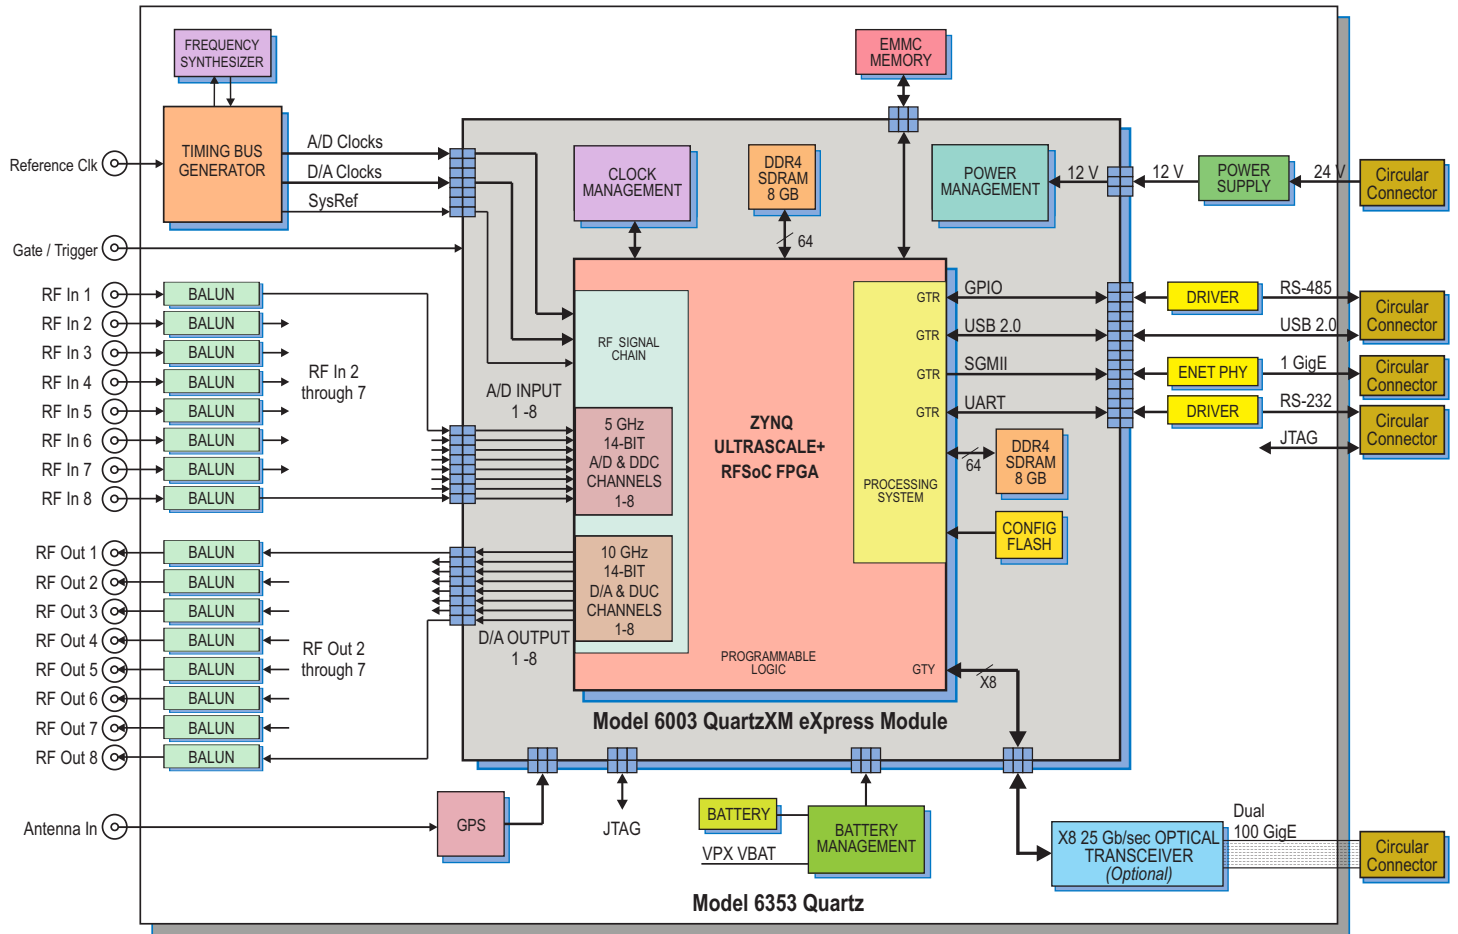 FREQUENCY
SYNTHESIZER
EMMC
MEMORY
Reference Clk
TIMING BUS
GENERATOR
A/D Clocks
D/A Clocks
SysRef
CLOCK
MANAGEMENT
DDR4
SDRAM
8 GB
64
POWER
MANAGEMENT
12 V
12 V
POWER
SUPPLY
24 V
Circular
Connector
Gate / Trigger
RF In 1
BALUN
RF In 2
BALUN
RF In 3
BALUN
RF In 4
BALUN
RF In 5
BALUN
RF In 6
BALUN
RF In 7
BALUN
RF In 8
BALUN
RF In 2
through 7
A/D INPUT
1 -8
RF SIGNAL
CHAIN
5 GHz
14-BIT
A/D & DDC
CHANNELS
1-8
ZYNQ
ULTRASCALE+
RFSoC FPGA
PROCESSING
SYSTEM
GTR
GPIO
DRIVER
RS-485
GTR
USB 2.0
USB 2.0
Circular
Connector
GTR
SGMII
ENET PHY
1 GigE
Circular
Connector
GTR
UART
DRIVER
RS-232
JTAG
Circular
Connector
64
DDR4
SDRAM
8 GB
CONFIG
FLASH
RF Out 1
BALUN
RF Out 2
BALUN
RF Out 3
BALUN
RF Out 4
BALUN
RF Out 5
BALUN
RF Out 6
BALUN
RF Out 7
BALUN
RF Out 8
BALUN
RF Out 2
through 7
10 GHz
14-BIT
D/A & DUC
CHANNELS
1-8
D/A OUTPUT
1 -8
PROGRAMMABLE
LOGIC
GTY
X8
Model 6003 QuartzXM eXpress Module
Antenna In
GPS
JTAG
BATTERY
VPX VBAT
BATTERY
MANAGEMENT
X8 25 Gb/sec OPTICAL
TRANSCEIVER
(Optional)
Dual
100 GigE
Circular
Connector
Model 6353 Quartz